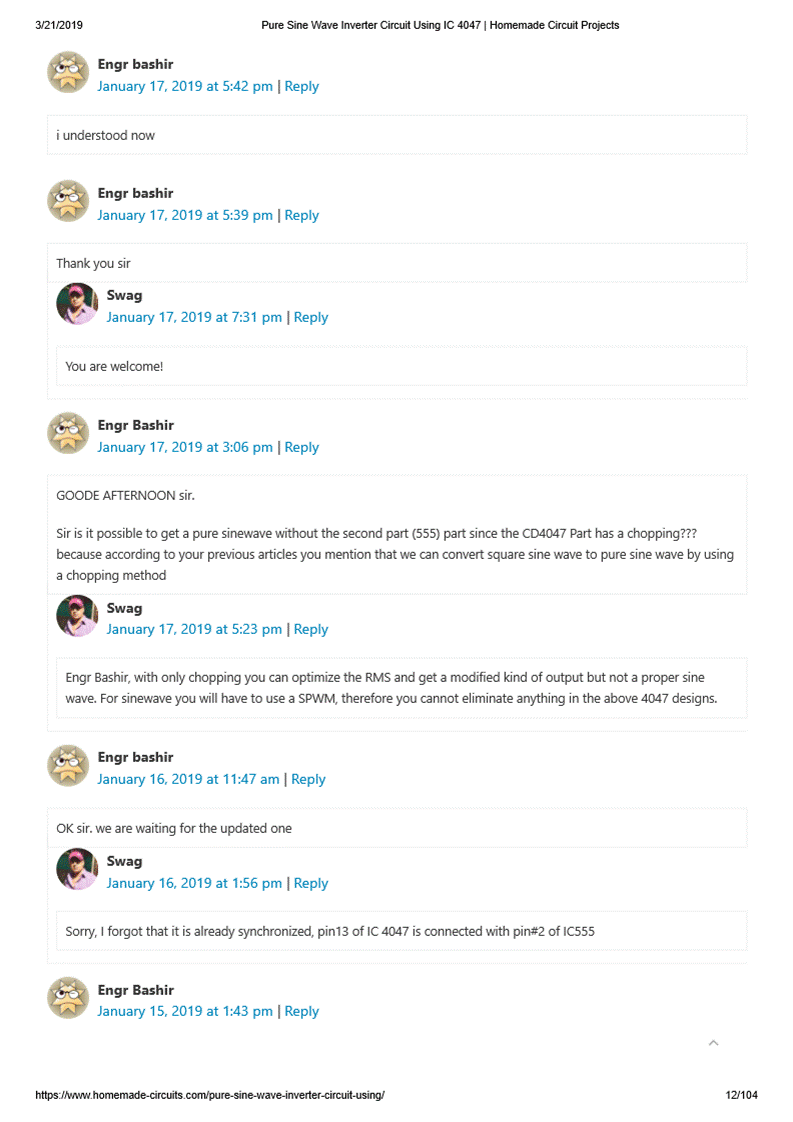 3/21/2019 Pure Sine Wave Inverter Circuit Using IC 4047 | Homemade Circuit Projects
Engr bashir
January 17, 2019 at 5:42 pm | Reply
i understood now
Engr bashir
January 17, 2019 at 5:39 pm | Reply
Thank you sir
Swag
January 17, 2019 at 7:31 pm | Reply
You are welcome!
Engr Bashir
January 17, 2019 at 3:06 pm | Reply
GOODE AFTERNOON sir.
Sir is it possible to get a pure sinewave without the second part (555) part since the CD4047 Part has a chopping???
because according to your previous articles you mention that we can convert square sine wave to pure sine wave by using
a chopping method
Swag
January 17, 2019 at 5:23 pm | Reply
Engr Bashir, with only chopping you can optimize the RMS and get a modified kind of output but not a proper sine
wave. For sinewave you will have to use a SPWM, therefore you cannot eliminate anything in the above 4047 designs.
Engr bashir
January 16, 2019 at 11:47 am | Reply
OK sir. we are waiting for the updated one
Swag
January 16, 2019 at 1:56 pm | Reply
Sorry, I forgot that it is already synchronized, pin13 of IC 4047 is connected with pin#2 of IC555
Engr Bashir
January 15, 2019 at 1:43 pm | Reply
https://www.homemade-circuits.com/pure-sine-wave-inverter-circuit-using/ 12/104